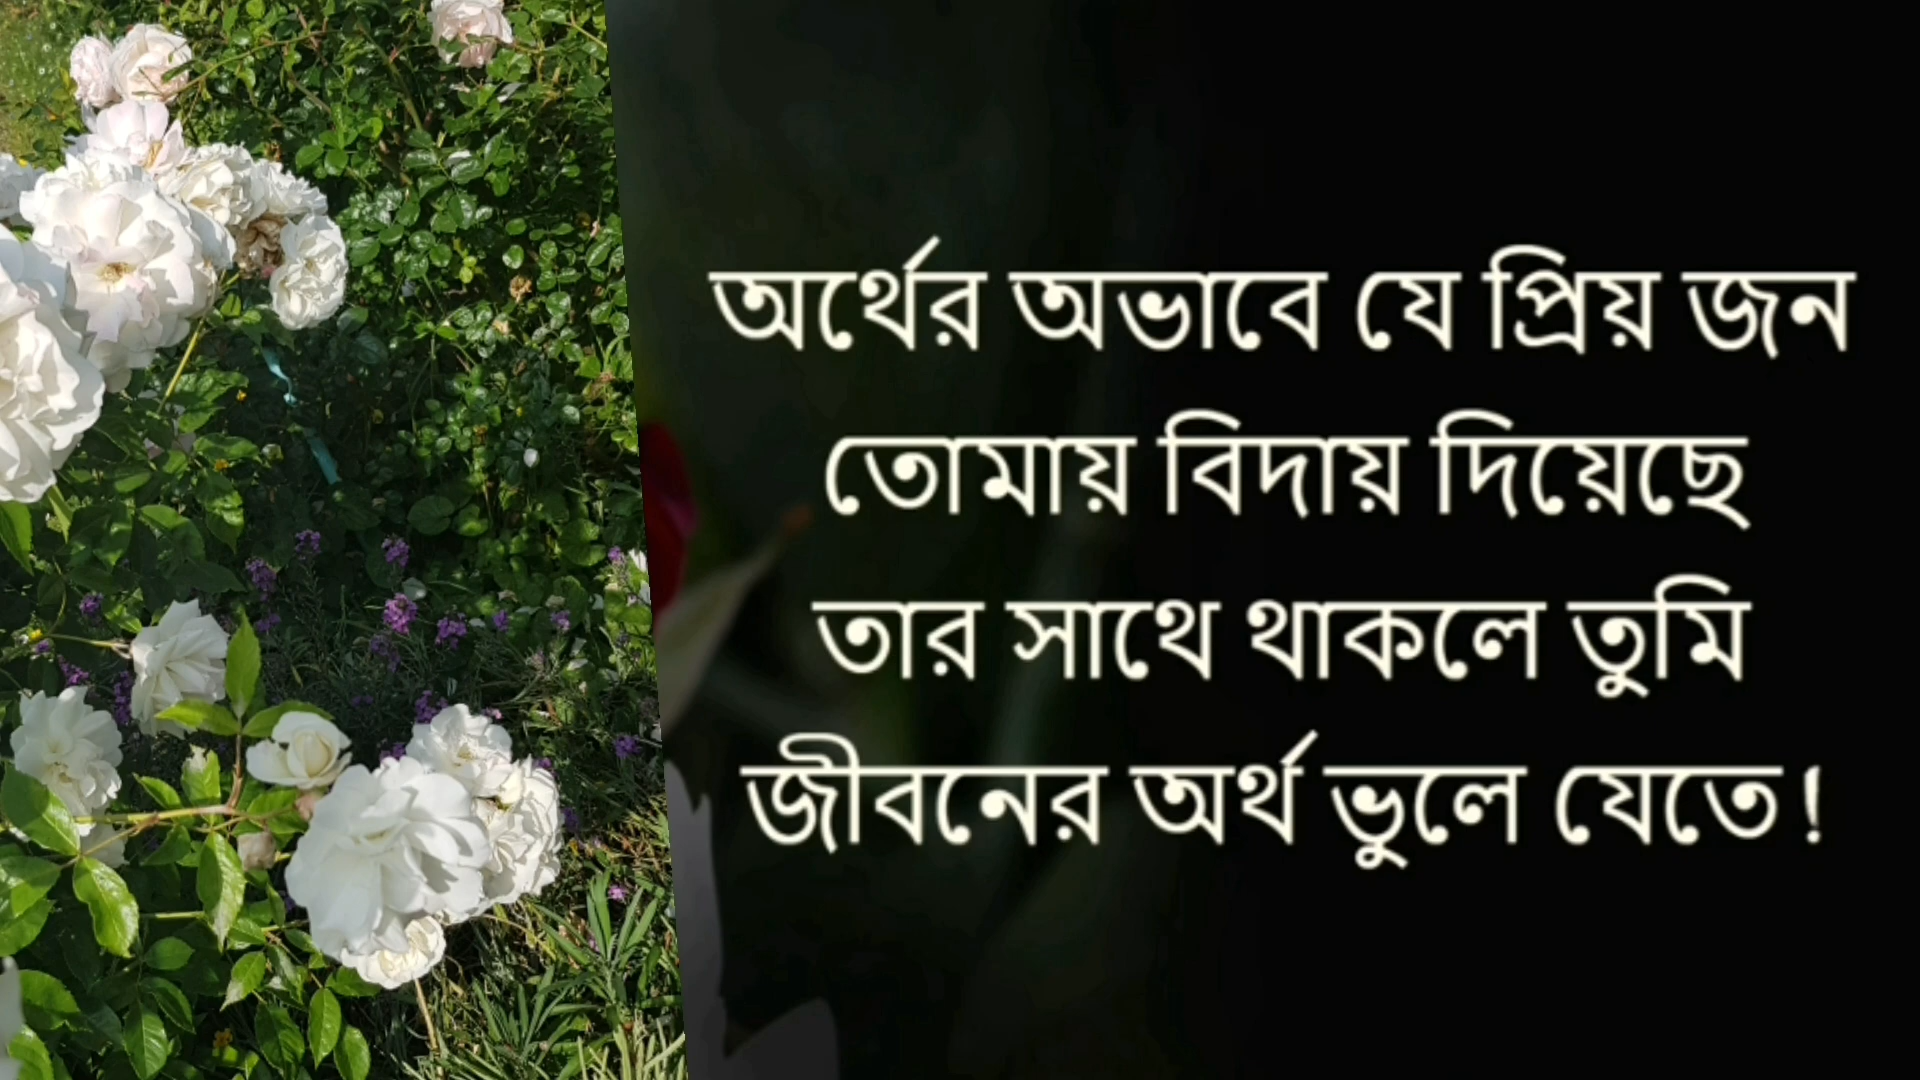 অর্থের অভাবে যে প্রিয় জন
তোমায় বিদায় দিয়েছে
তার সাথে থাকলে তুমি
জীবনের অর্থ ভুলে যেতে!